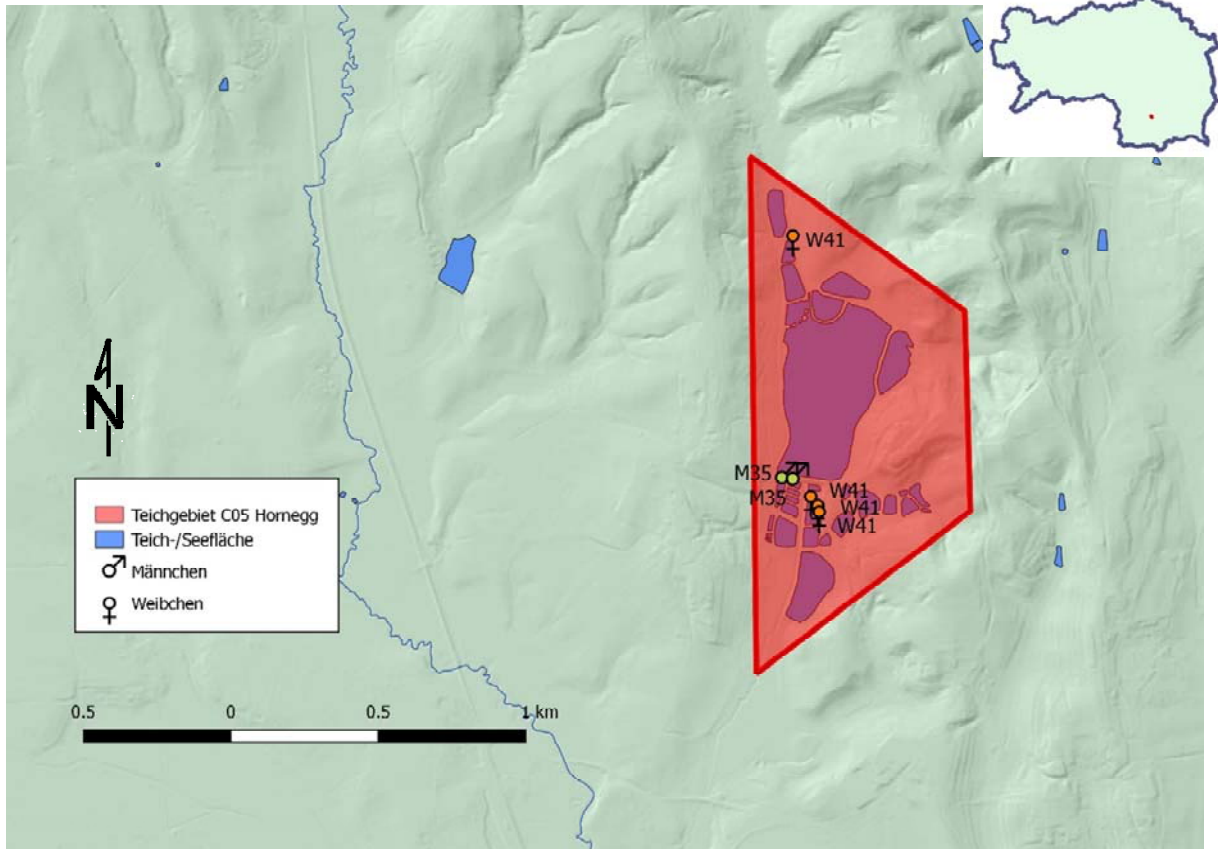 W41
N
M35
M35
W41
W41
W41
Teichgebiet C05 Hornegg
Teich-/Seefläche
Männchen
Weibchen
0.5 0 0.5 1 km